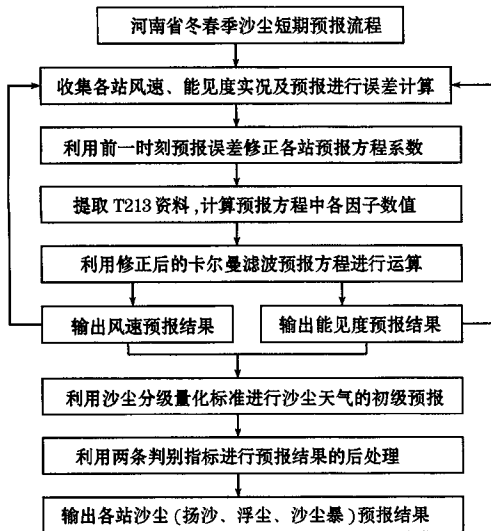 河南省冬春季沙尘短期预报流程
收集各站风速、能见度实况及预报进行误差计算
利用前一时刻预报误差修正各站预报方程系数
提取 T213 资料,计算预报方程中各因子数值
利用修正后的卡尔曼滤波预报方程进行运算
输出风速预报结果
输出能见度预报结果
利用沙尘分级量化标准进行沙尘天气的初级预报
利用两条判别指标进行预报结果的后处理
输出各站沙尘(扬沙、浮尘、沙尘暴)预报结果